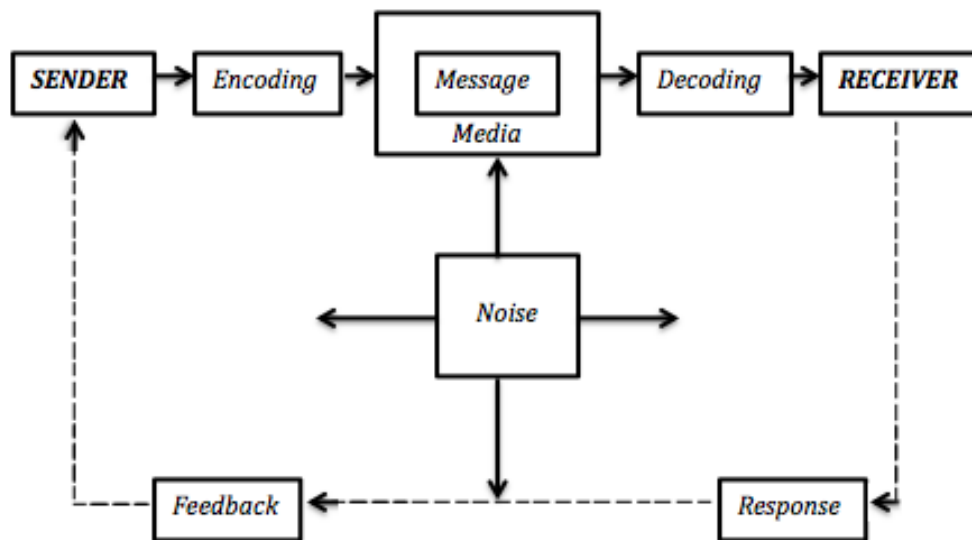 SENDER
Encoding
Message
Media
Decoding
RECEIVER
Noise
Feedback
Response